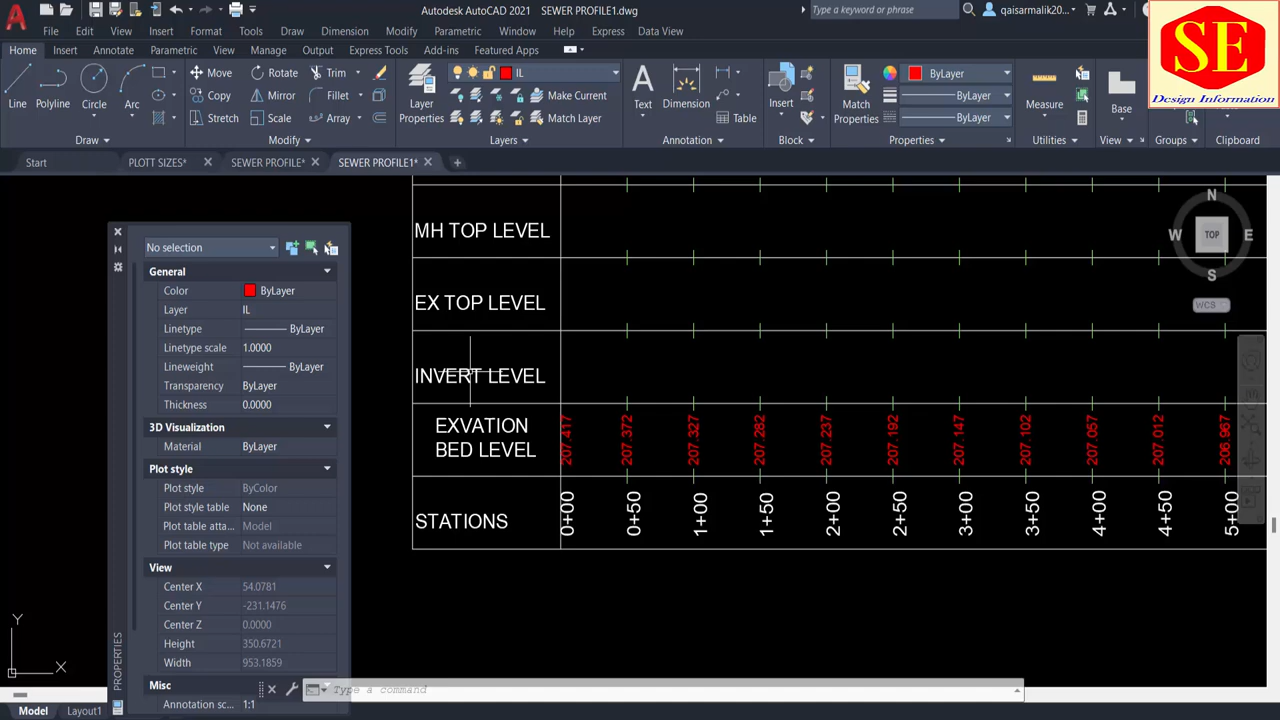 Autodesk AutoCAD 2021 SEWER PROFILE1.dwg
Type a keyword or phrase
qaisarmalik20...
SE
Design Information
File Edit View Insert Format Tools Draw Dimension Modify Parametric Window Help Express Data View
Home Insert Annotate Parametric View Manage Output Express Tools Add-ins Featured Apps
Line Polyline Circle Arc
Move Rotate Trim
Copy Mirror Fillet
Stretch Scale Array
Layer Properties
IL
Make Current
Match Layer
Text Dimension
Table
Insert
Match Properties
ByLayer
ByLayer
ByLayer
Measure
Base
Draw Modify Layers Annotation Block Properties Groups Utilities View Clipboard
Start PLOTT SIZES* SEWER PROFILE* SEWER PROFILE1*
No selection
General
Color ByLayer
Layer IL
Linetype ByLayer
Linetype scale 1.0000
Lineweight ByLayer
Transparency ByLayer
Thickness 0.0000
3D Visualization
Material ByLayer
Plot style
Plot style ByColor
Plot style table None
Plot table atta... Model
Plot table type Not available
View
Center X 54.0781
Center Y -231.1476
Center Z 0.0000
Height 350.6721
Width 953.1859
Misc
Annotation sc... 1:1
PROPERTIES
MH TOP LEVEL
EX TOP LEVEL
INVERT LEVEL
EXVATION
BED LEVEL
207.417 207.372 207.327 207.282 207.237 207.192 207.147 207.102 207.057 207.012 206.967
STATIONS 0+00 0+50 1+00 1+50 2+00 2+50 3+00 3+50 4+00 4+50 5+00
N
W TOP E
S
WCS
Y
X
Type a command
Model Layout1